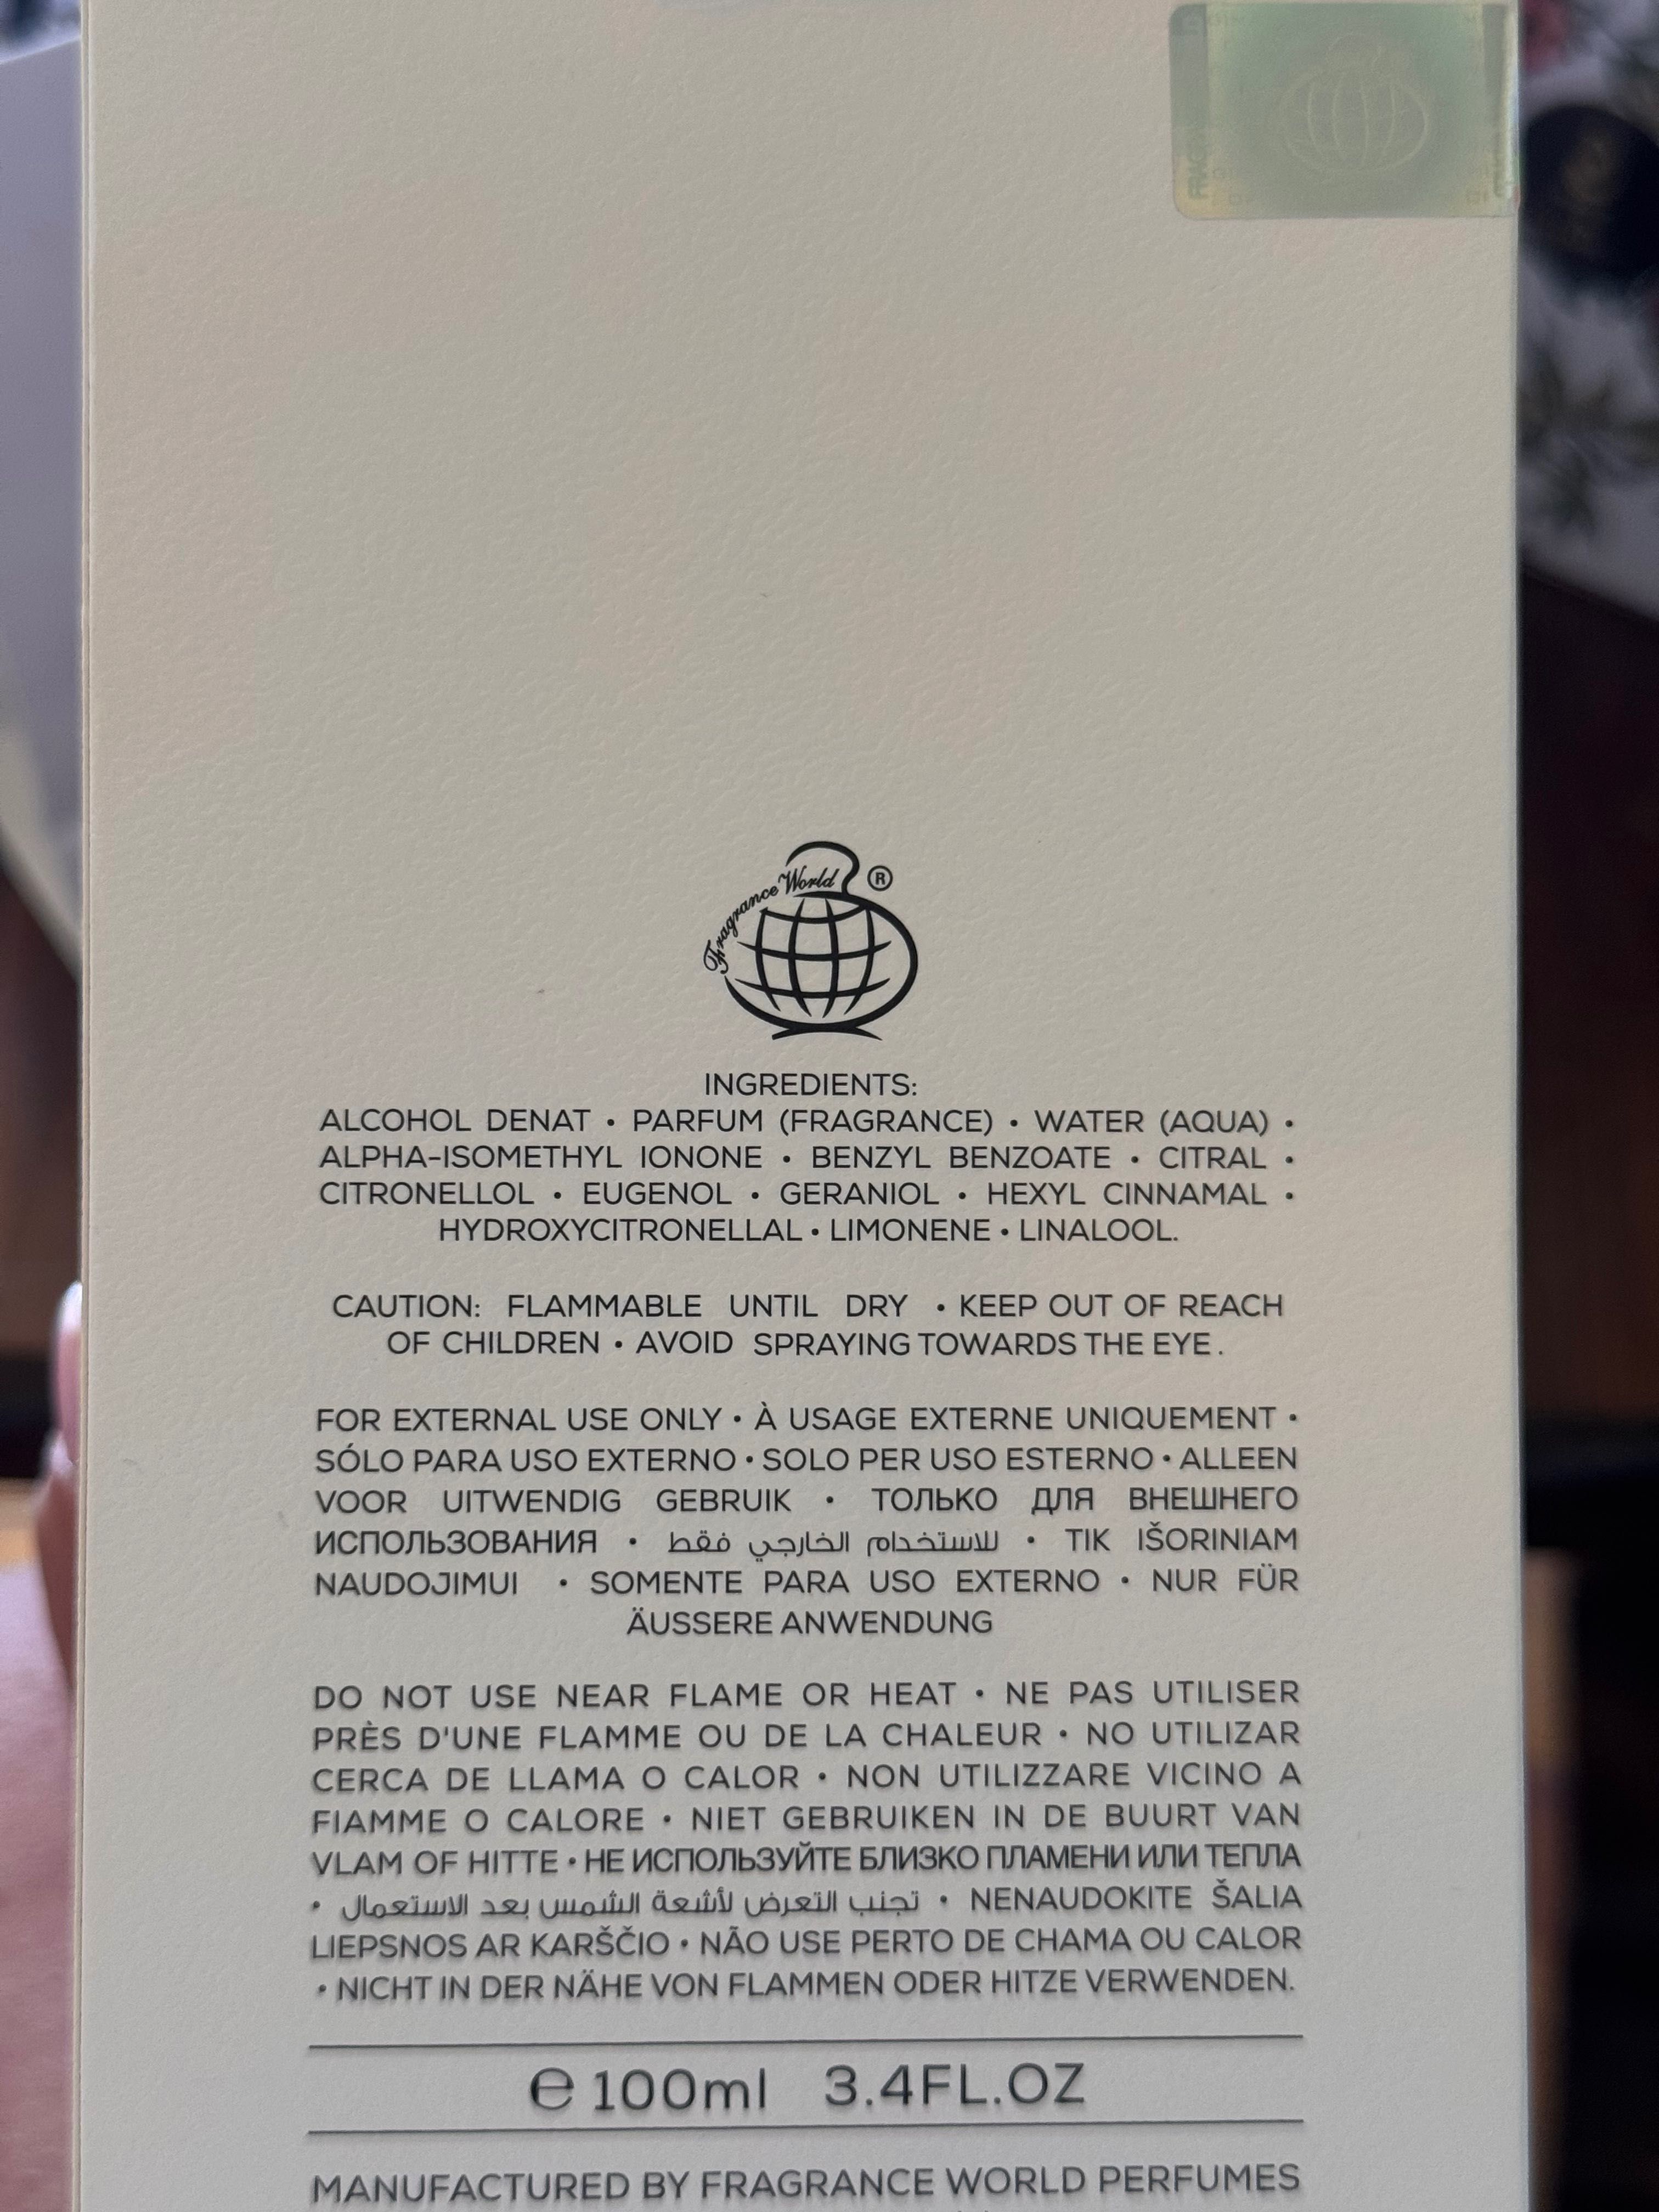 Fragrance World ®
INGREDIENTS:
ALCOHOL DENAT • PARFUM (FRAGRANCE) • WATER (AQUA) •
ALPHA-ISOMETHYL IONONE • BENZYL BENZOATE • CITRAL •
CITRONELLOL • EUGENOL • GERANIOL • HEXYL CINNAMAL •
HYDROXYCITRONELLAL • LIMONENE • LINALOOL.
CAUTION: FLAMMABLE UNTIL DRY • KEEP OUT OF REACH
OF CHILDREN • AVOID SPRAYING TOWARDS THE EYE.
FOR EXTERNAL USE ONLY • À USAGE EXTERNE UNIQUEMENT •
SÓLO PARA USO EXTERNO • SOLO PER USO ESTERNO • ALLEEN
VOOR UITWENDIG GEBRUIK • ТОЛЬКО ДЛЯ ВНЕШНЕГО
ИСПОЛЬЗОВАНИЯ • للاستخدام الخارجي فقط • TIK IŠORINIAM
NAUDOJIMUI • SOMENTE PARA USO EXTERNO • NUR FÜR
ÄUSSERE ANWENDUNG
DO NOT USE NEAR FLAME OR HEAT • NE PAS UTILISER
PRÈS D'UNE FLAMME OU DE LA CHALEUR • NO UTILIZAR
CERCA DE LLAMA O CALOR • NON UTILIZZARE VICINO A
FIAMME O CALORE • NIET GEBRUIKEN IN DE BUURT VAN
VLAM OF HITTE • НЕ ИСПОЛЬЗУЙТЕ БЛИЗКО ПЛАМЕНИ ИЛИ ТЕПЛА
• تجنب التعرض لأشعة الشمس بعد الاستعمال • NENAUDOKITE ŠALIA
LIEPSNOS AR KARŠČIO • NÃO USE PERTO DE CHAMA OU CALOR
• NICHT IN DER NÄHE VON FLAMMEN ODER HITZE VERWENDEN.
℮ 100ml 3.4FL.OZ
MANUFACTURED BY FRAGRANCE WORLD PERFUMES